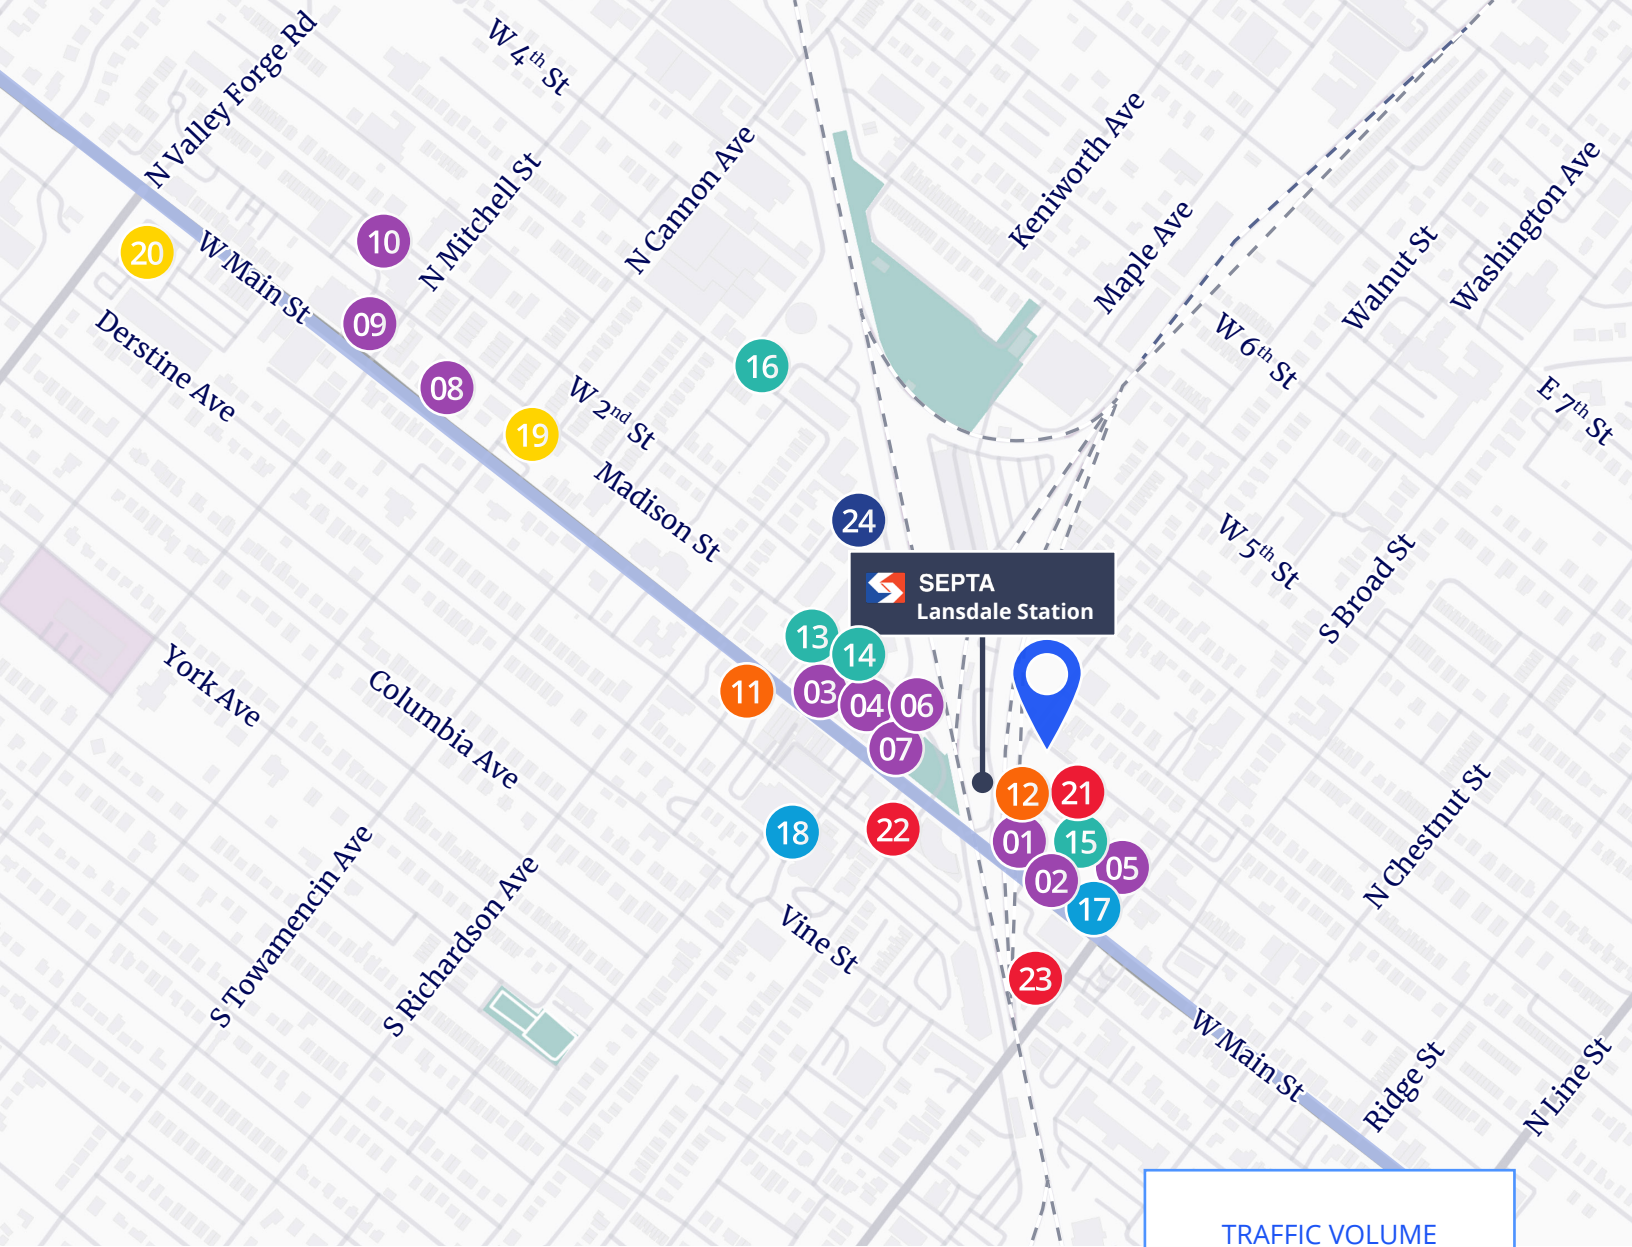 N Valley Forge Rd
W 4th St
N Cannon Ave
Keniworth Ave
Maple Ave
Washington Ave
Walnut St
N Mitchell St
10
20
W Main St
09
Derstine Ave
08
16
W 6th St
W 2nd St
E 7th St
19
Madison St
24
W 5th St
SEPTA
Lansdale Station
S Broad St
13
14
11
03
04
06
07
York Ave
Columbia Ave
12
21
18
22
01
15
05
02
17
N Chestnut St
S Towamencin Ave
S Richardson Ave
Vine St
23
W Main St
Ridge St
N Line St
TRAFFIC VOLUME